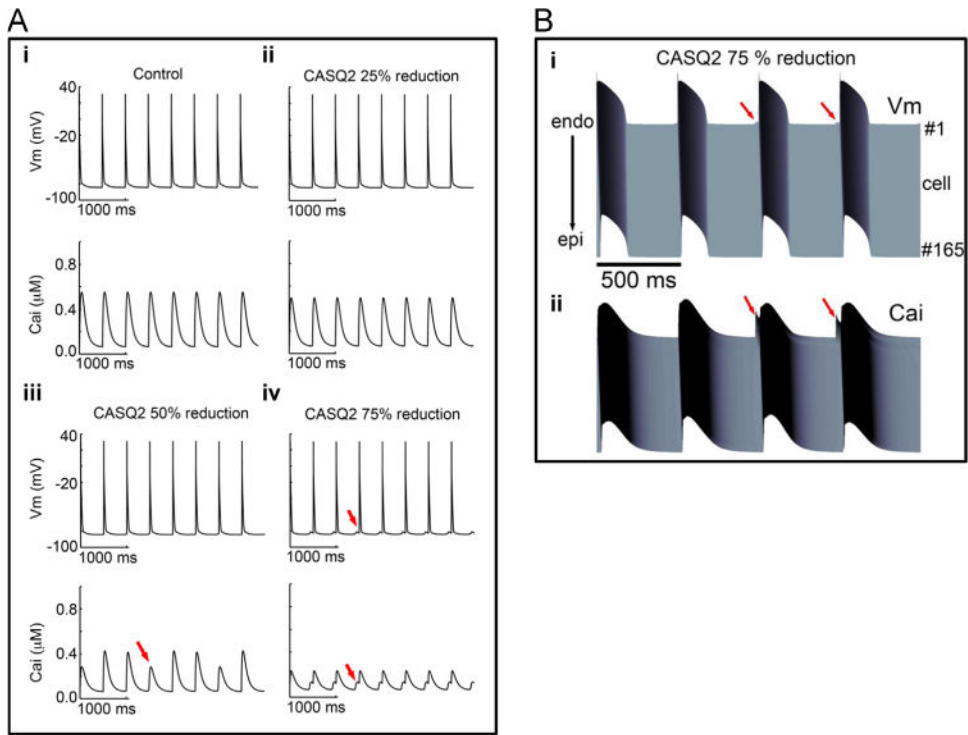 A
i
Control
40
-20
-100
Vm (mV)
1000 ms
0.8
0.4
0.0
Cai (μM)
1000 ms
ii
CASQ2 25% reduction
1000 ms
1000 ms
iii
CASQ2 50% reduction
40
-20
-100
Vm (mV)
1000 ms
0.8
0.4
0.0
Cai (μM)
1000 ms
iv
CASQ2 75% reduction
1000 ms
1000 ms
B
i
CASQ2 75 % reduction
Vm
endo
#1
cell
epi
#165
500 ms
ii
Cai